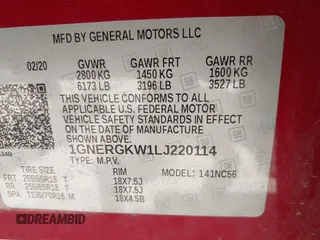 MFD BY GENERAL MOTORS LLC
02/20 GVWR GAWR FRT GAWR RR
2800 KG 1450 KG 1600 KG
6173 LB 3196 LB 3527 LB
THIS VEHICLE CONFORMS TO ALL
APPLICABLE U.S. FEDERAL MOTOR
VEHICLE SAFETY STANDARDS IN EFFECT ON
THE DATE OF MANUFACTURE SHOWN ABOVE.
1GNERGKW1LJ220114
TYPE: M.P.V. MODEL: 141NC56
TIRE SIZE RIM
FRT 255/65R18 T 18X7.5J
RR 255/65R18 T 18X7.5J
SPA T135/70R18 M 18X4.5B